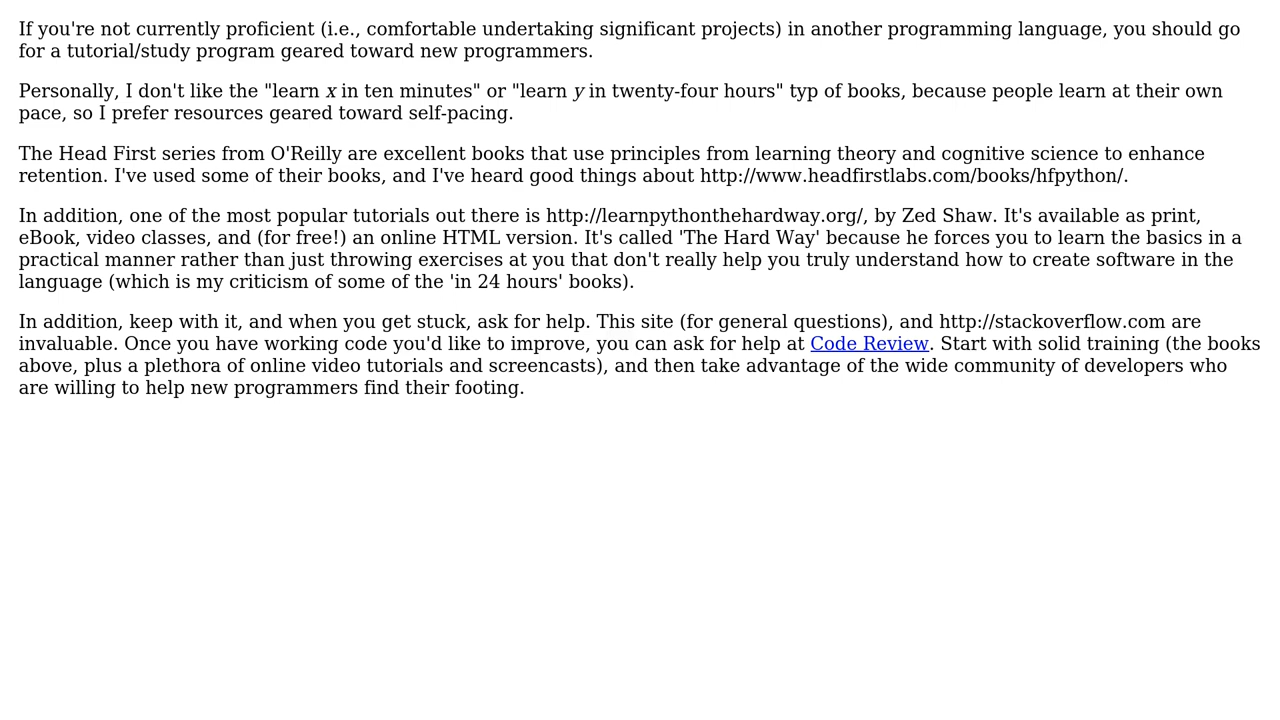 If you're not currently proficient (i.e., comfortable undertaking significant projects) in another programming language, you should go
for a tutorial/study program geared toward new programmers.
Personally, I don't like the "learn x in ten minutes" or "learn y in twenty-four hours" typ of books, because people learn at their own
pace, so I prefer resources geared toward self-pacing.
The Head First series from O'Reilly are excellent books that use principles from learning theory and cognitive science to enhance
retention. I've used some of their books, and I've heard good things about http://www.headfirstlabs.com/books/hfpython/.
In addition, one of the most popular tutorials out there is http://learnpythonthehardway.org/, by Zed Shaw. It's available as print,
eBook, video classes, and (for free!) an online HTML version. It's called 'The Hard Way' because he forces you to learn the basics in a
practical manner rather than just throwing exercises at you that don't really help you truly understand how to create software in the
language (which is my criticism of some of the 'in 24 hours' books).
In addition, keep with it, and when you get stuck, ask for help. This site (for general questions), and http://stackoverflow.com are
invaluable. Once you have working code you'd like to improve, you can ask for help at Code Review. Start with solid training (the books
above, plus a plethora of online video tutorials and screencasts), and then take advantage of the wide community of developers who
are willing to help new programmers find their footing.